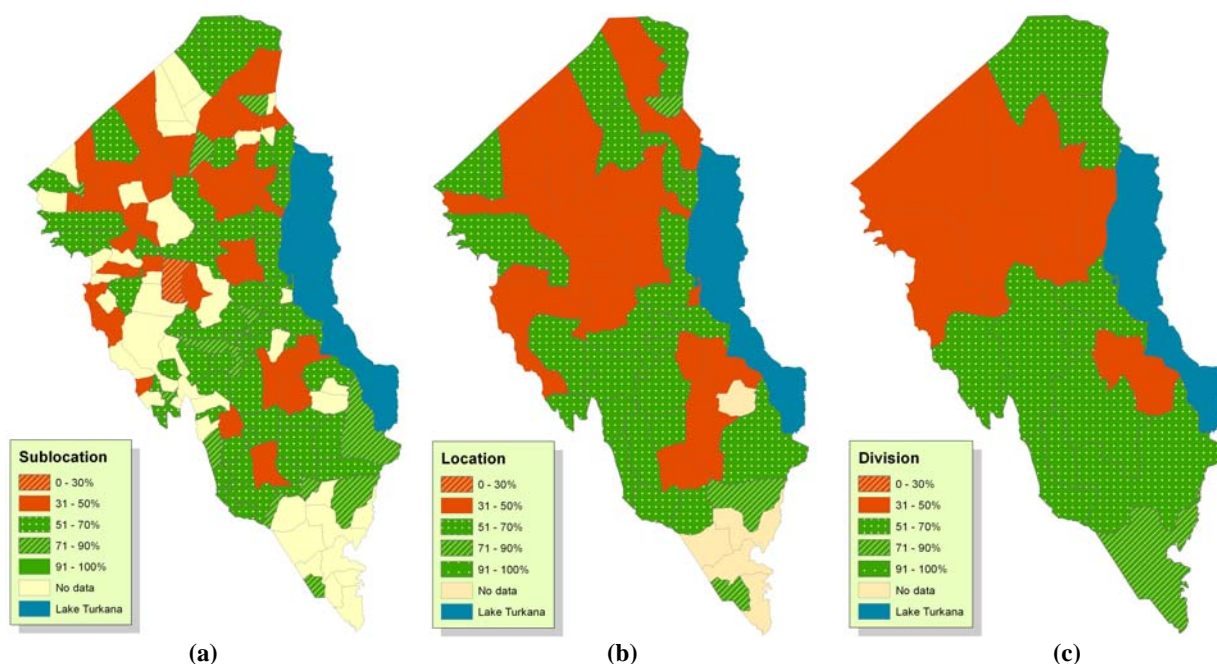 Sublocation
0 - 30%
31 - 50%
51 - 70%
71 - 90%
91 - 100%
No data
Lake Turkana
(a)
Location
0 - 30%
31 - 50%
51 - 70%
71 - 90%
91 - 100%
No data
Lake Turkana
(b)
Division
0 - 30%
31 - 50%
51 - 70%
71 - 90%
91 - 100%
No data
Lake Turkana
(c)